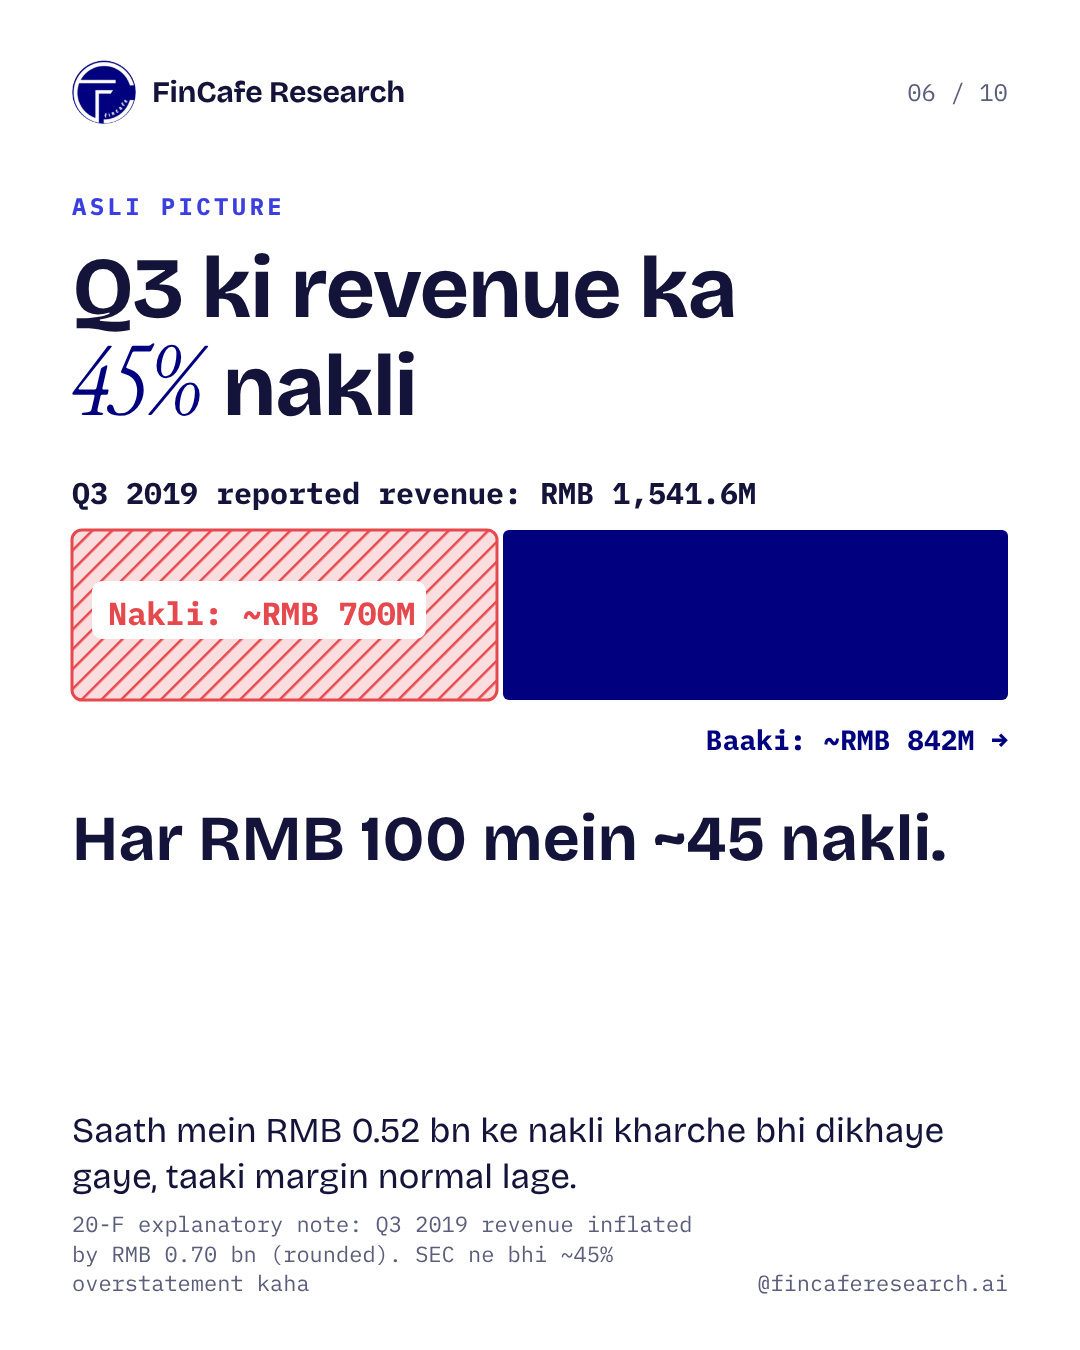 FinCafe Research
06 / 10
ASLI PICTURE
Q3 ki revenue ka
45% nakli
Q3 2019 reported revenue: RMB 1,541.6M
Nakli: ~RMB 700M
Baaki: ~RMB 842M →
Har RMB 100 mein ~45 nakli.
Saath mein RMB 0.52 bn ke nakli kharche bhi dikhaye
gaye, taaki margin normal lage.
20-F explanatory note: Q3 2019 revenue inflated
by RMB 0.70 bn (rounded). SEC ne bhi ~45%
overstatement kaha
@fincaferesearch.ai